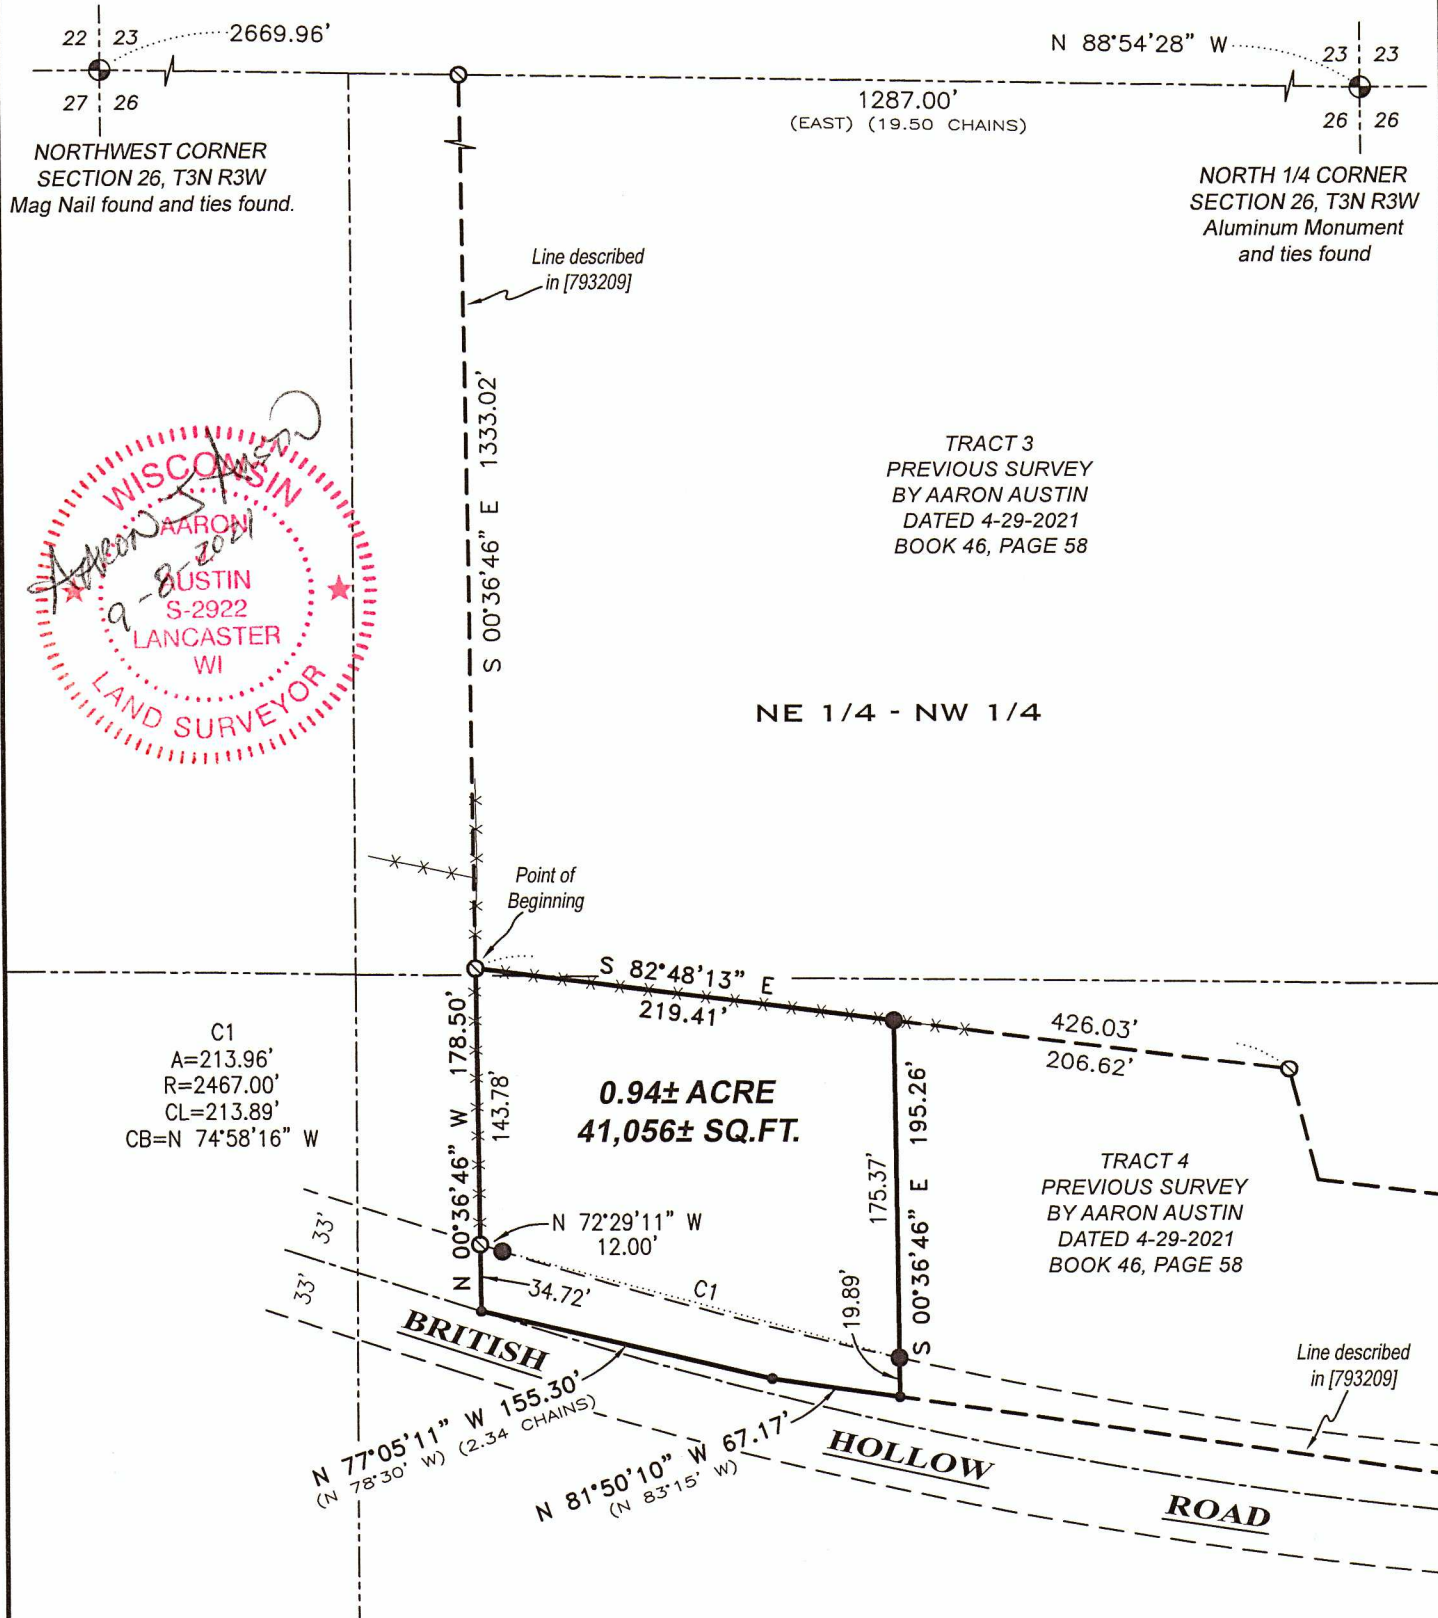 22 23
2669.96'
27 26
NORTHWEST CORNER
SECTION 26, T3N R3W
Mag Nail found and ties found.
N 88°54'28" W
23 23
1287.00'
(EAST) (19.50 CHAINS)
26 26
NORTH 1/4 CORNER
SECTION 26, T3N R3W
Aluminum Monument
and ties found
Line described
in [793209]
S 00°36'46" E 1333.02'
TRACT 3
PREVIOUS SURVEY
BY AARON AUSTIN
DATED 4-29-2021
BOOK 46, PAGE 58
WISCONSIN
AARON
J
AUSTIN
S-2922
LANCASTER
WI
LAND SURVEYOR
AARON J AUSTIN
9-8-2021
NE 1/4 - NW 1/4
Point of
Beginning
S 82°48'13" E
219.41'
426.03'
206.62'
C1
A=213.96'
R=2467.00'
CL=213.89'
CB=N 74°58'16" W
N 00°36'46" W 178.50'
143.78'
0.94± ACRE
41,056± SQ.FT.
175.37'
S 00°36'46" E 195.26'
TRACT 4
PREVIOUS SURVEY
BY AARON AUSTIN
DATED 4-29-2021
BOOK 46, PAGE 58
N 72°29'11" W
12.00'
33'
33'
34.72'
C1
19.89'
BRITISH
HOLLOW
ROAD
Line described
in [793209]
N 77°05'11" W 155.30'
(N 78°30' W) (2.34 CHAINS)
N 81°50'10" W 67.17'
(N 83°15' W)